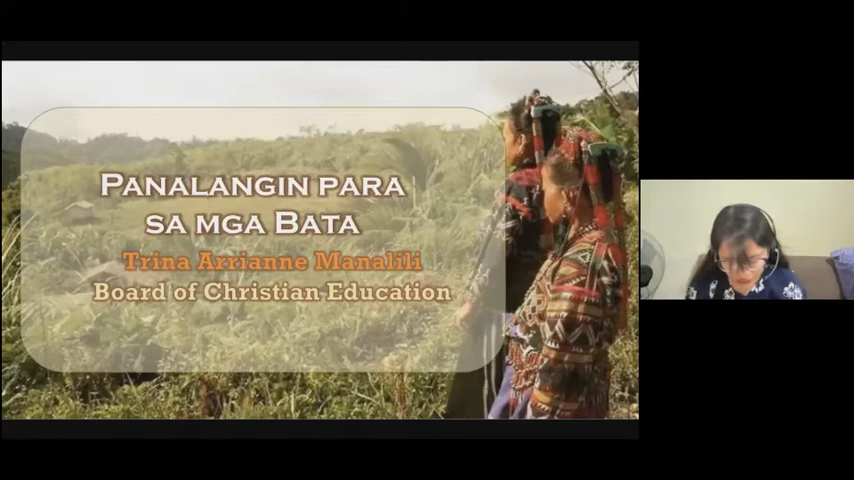 PANALANGIN PARA
SA MGA BATA
Trina Arrianne Manalili
Board of Christian Education